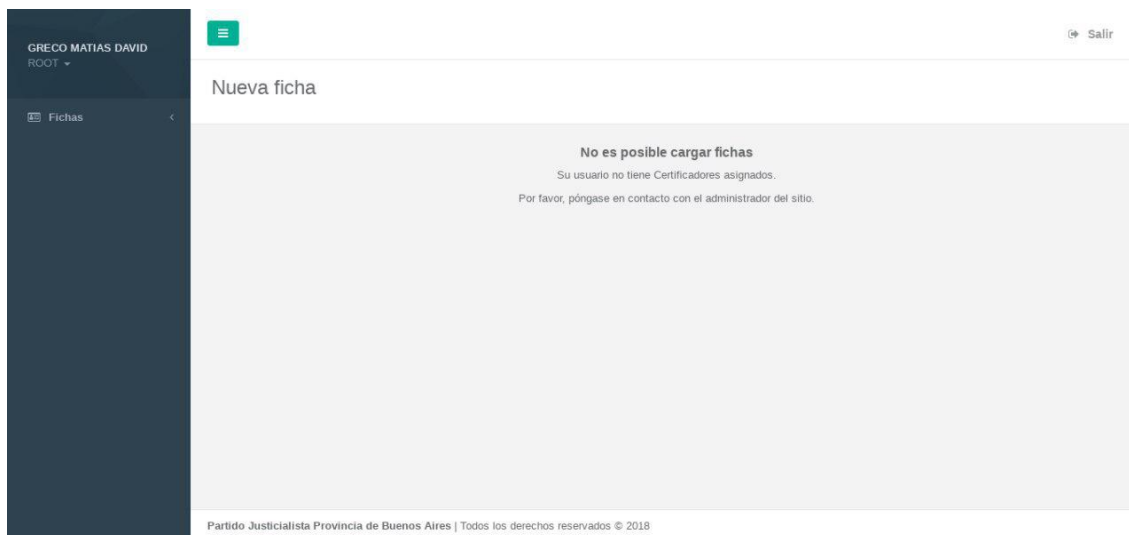 GRECO MATIAS DAVID
ROOT
Fichas
Salir
Nueva ficha
No es posible cargar fichas
Su usuario no tiene Certificadores asignados.
Por favor, póngase en contacto con el administrador del sitio.
Partido Justicialista Provincia de Buenos Aires | Todos los derechos reservados © 2018